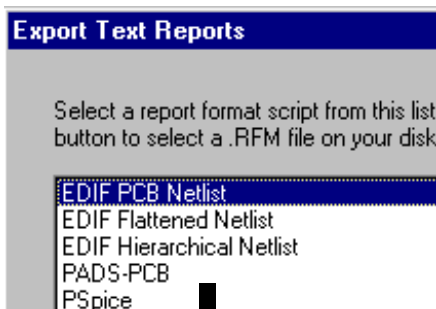 Export Text Reports
Select a report format script from this list
button to select a .RFM file on your disk
EDIF PCB Netlist
EDIF Flattened Netlist
EDIF Hierarchical Netlist
PADS-PCB
PSpice